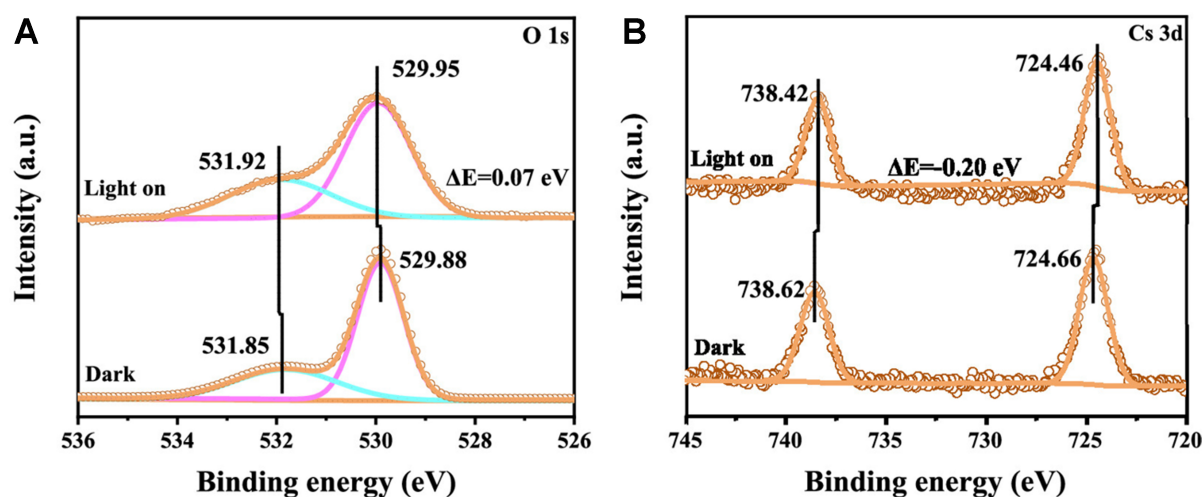 A
O 1s
529.95
531.92
Light on
ΔE=0.07 eV
529.88
531.85
Dark
Intensity (a.u.)
536 534 532 530 528 526
Binding energy (eV)
B
Cs 3d
724.46
738.42
Light on
ΔE=-0.20 eV
724.66
738.62
Dark
Intensity (a.u.)
745 740 735 730 725 720
Binding energy (eV)